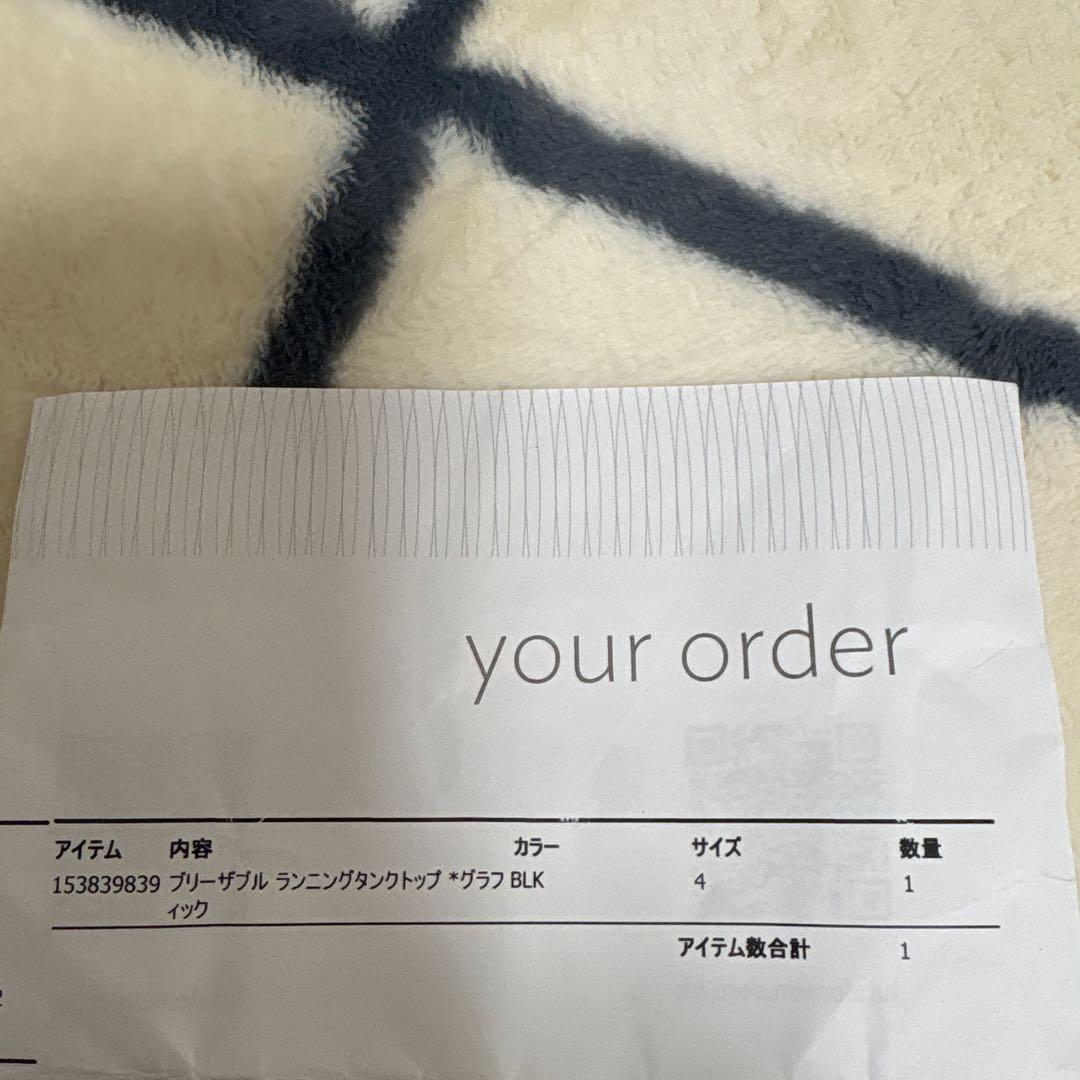 your order
アイテム 内容 カラー サイズ 数量
153839839 ブリーザブル ランニングタンクトップ *グラフ BLK 4 1
ィック
アイテム数合計 1